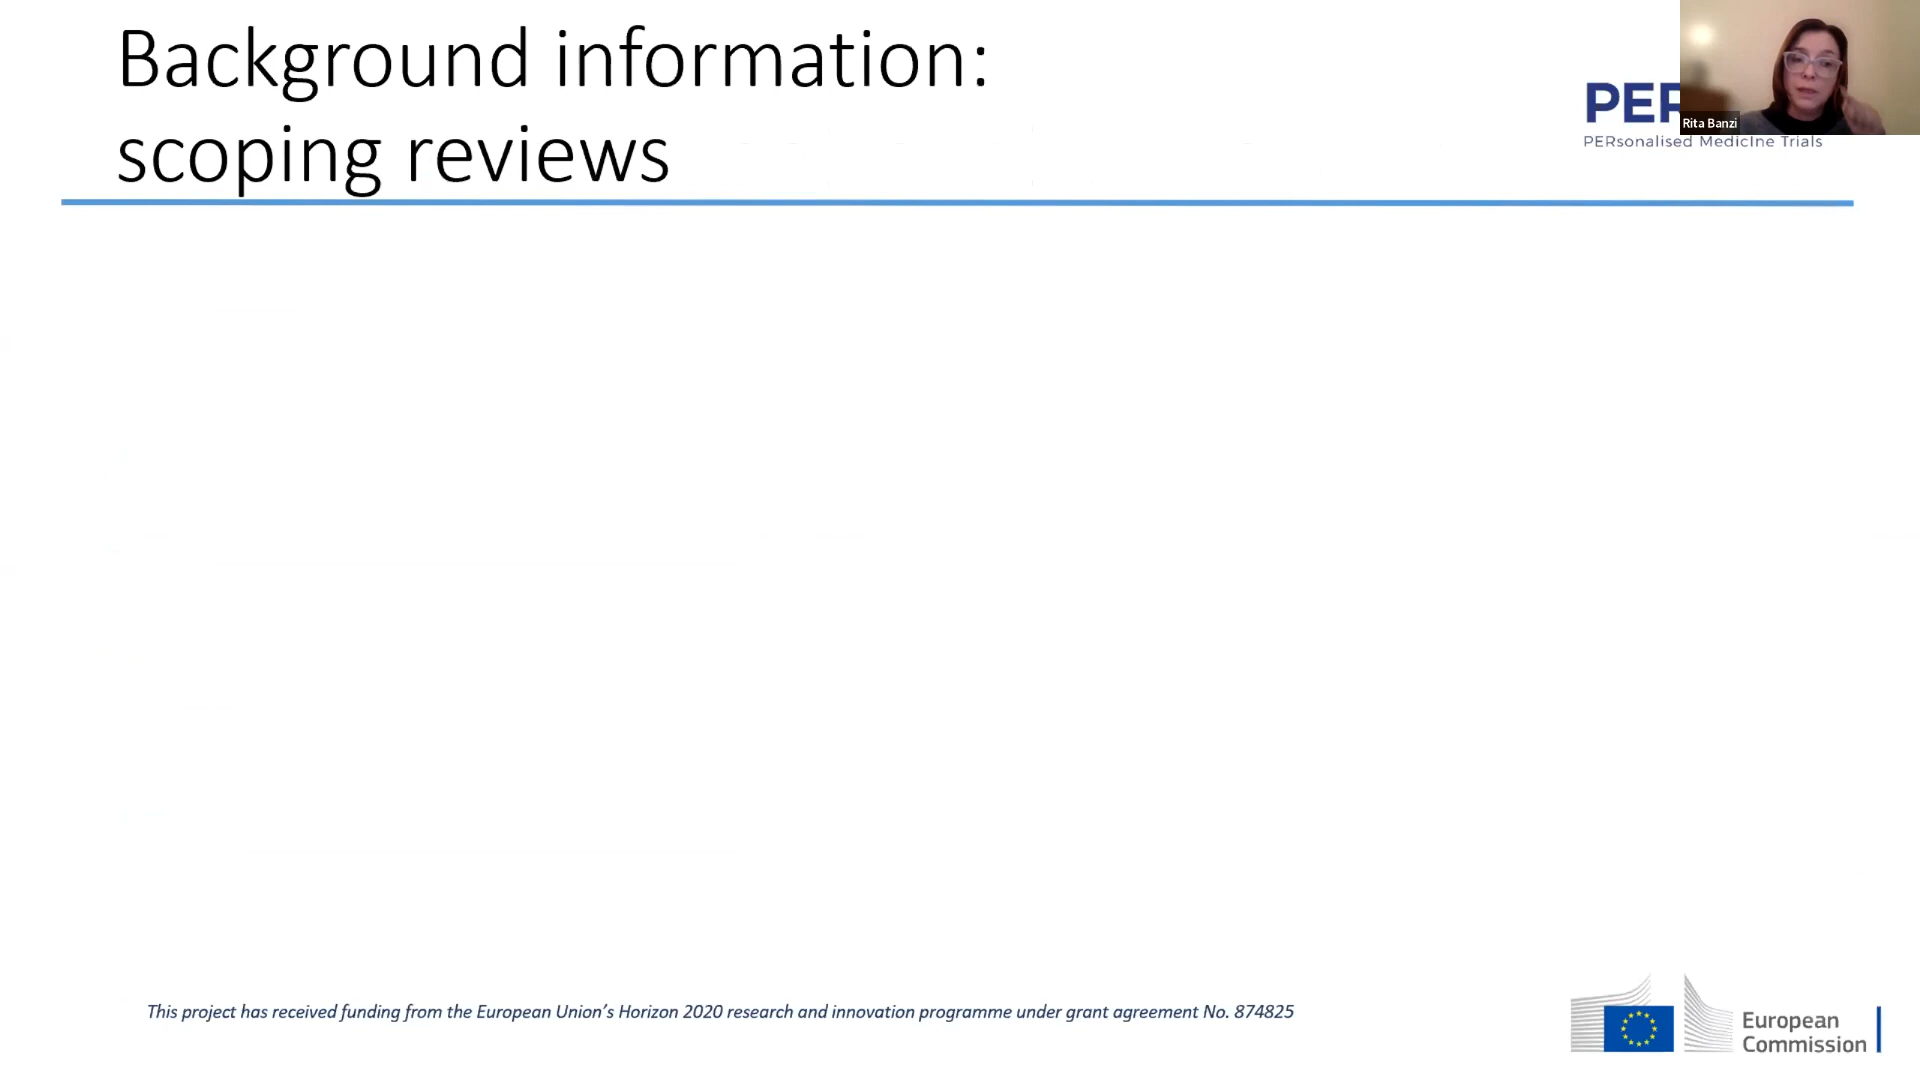 Background information:
scoping reviews
PER
Rita Banzi
PERsonalised MedicIne Trials
This project has received funding from the European Union's Horizon 2020 research and innovation programme under grant agreement No. 874825
European
Commission